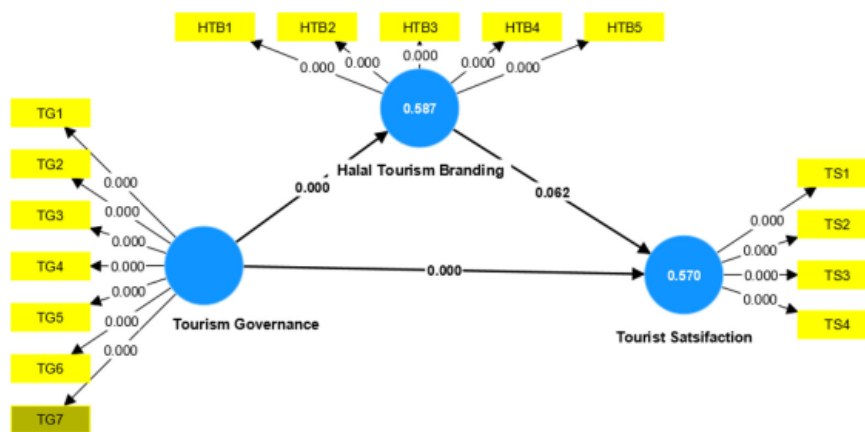 HTB1 HTB2 HTB3 HTB4 HTB5
0.000 0.000 0.000 0.000 0.000
0.587
Halal Tourism Branding
TG1
TG2
TG3
TG4
TG5
TG6
TG7
0.000
0.000
0.000
0.000
0.000
0.000
0.000
Tourism Governance
0.000
0.062
0.000
0.570
Tourist Satsifaction
0.000
0.000
0.000
0.000
TS1
TS2
TS3
TS4